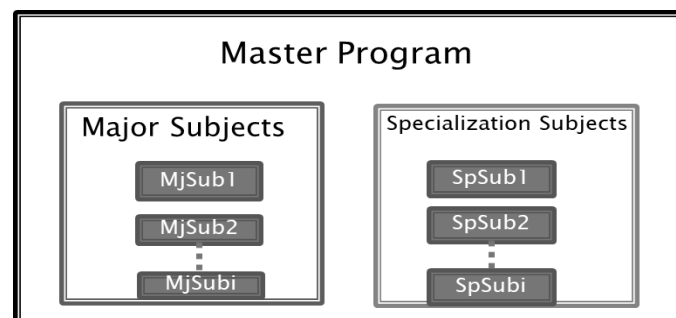 Master Program
Major Subjects
MjSub1
MjSub2
MjSubi
Specialization Subjects
SpSub1
SpSub2
SpSubi